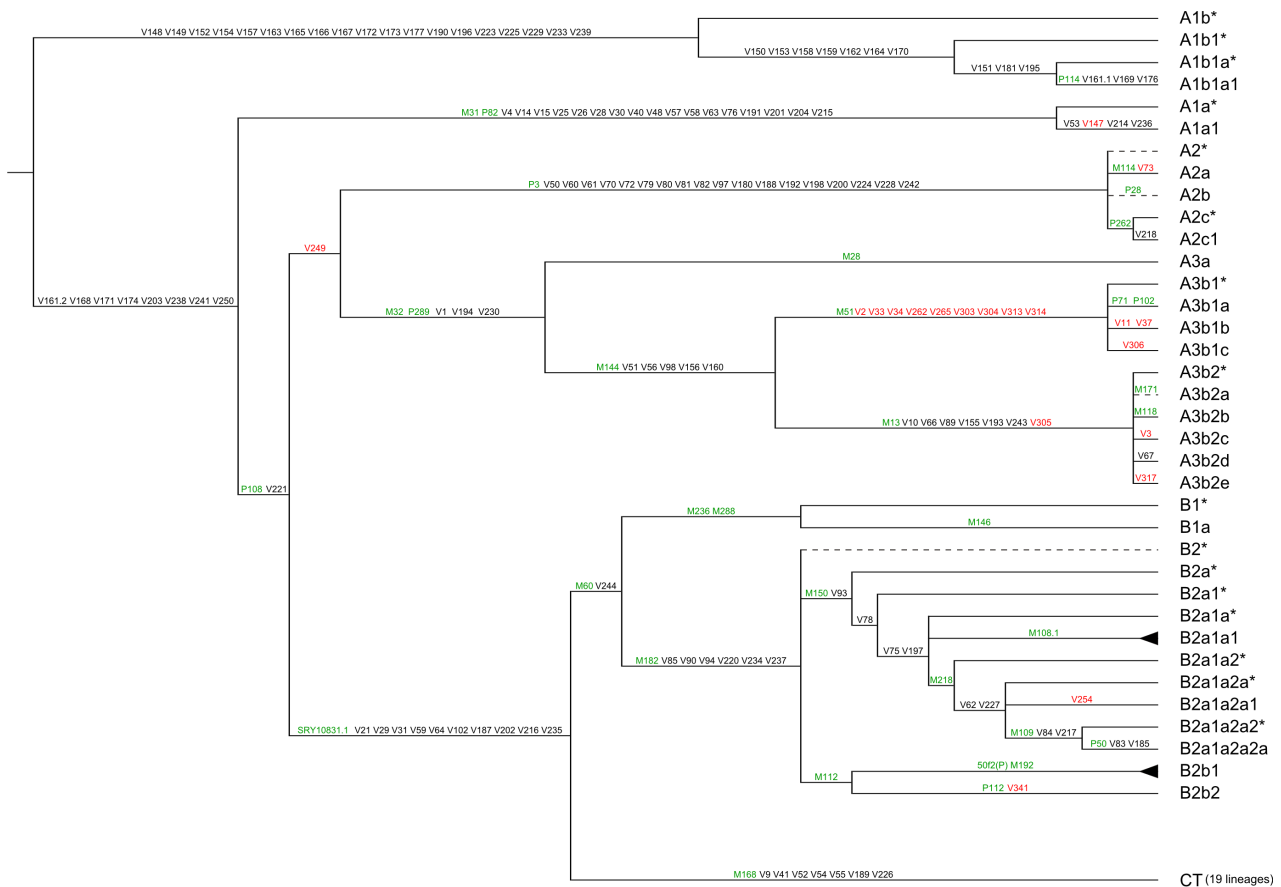 A1b*
V148 V149 V152 V154 V157 V163 V165 V166 V167 V172 V173 V177 V190 V196 V223 V225 V229 V233 V239
A1b1*
V150 V153 V158 V159 V162 V164 V170
A1b1a*
V151 V181 V195
P114 V161.1 V169 V176
A1b1a1
A1a*
M31 P82 V4 V14 V15 V25 V26 V28 V30 V40 V48 V57 V58 V63 V76 V191 V201 V204 V215
V53 V147 V214 V236
A1a1
A2*
M114 V73
A2a
P3 V50 V60 V61 V70 V72 V79 V80 V81 V82 V97 V180 V188 V192 V198 V200 V224 V228 V242
P28
A2b
A2c*
P262
V218
A2c1
V249
M28
A3a
A3b1*
V161.2 V168 V171 V174 V203 V238 V241 V250
P71 P102
A3b1a
M32 P289 V1 V194 V230
M51V2 V33 V34 V262 V265 V303 V304 V313 V314
V11 V37
A3b1b
V306
A3b1c
M144 V51 V56 V98 V156 V160
A3b2*
M171
A3b2a
M118
A3b2b
M13 V10 V66 V89 V155 V193 V243 V305
V3
A3b2c
V67
A3b2d
V317
A3b2e
P108 V221
B1*
M236 M288
M146
B1a
B2*
B2a*
M60 V244
M150 V93
B2a1*
B2a1a*
V78
M108.1
B2a1a1
V75 V197
B2a1a2*
M182 V85 V90 V94 V220 V234 V237
M218
B2a1a2a*
V62 V227
V254
B2a1a2a1
B2a1a2a2*
SRY10831.1 V21 V29 V31 V59 V64 V102 V187 V202 V216 V235
M109 V84 V217
P50 V83 V185
B2a1a2a2a
50f2(P) M192
B2b1
M112
P112 V341
B2b2
M168 V9 V41 V52 V54 V55 V189 V226
CT (19 lineages)